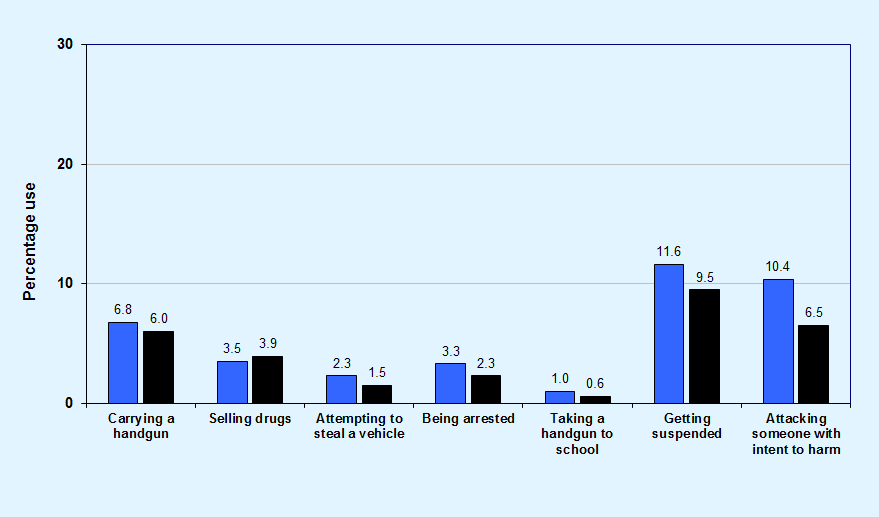 30
20
10
0
Percentage use
6.8
6.0
3.5
3.9
2.3
1.5
3.3
2.3
1.0
0.6
11.6
9.5
10.4
6.5
Carrying a
handgun
Selling drugs
Attempting to
steal a vehicle
Being arrested
Taking a
handgun to
school
Getting
suspended
Attacking
someone with
intent to harm